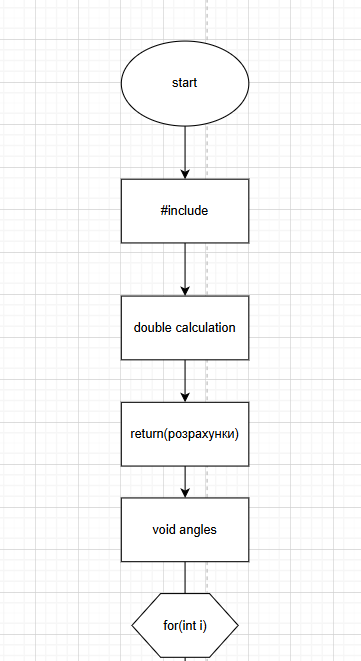 start
#include
double calculation
return(розрахунки)
void angles
for(int i)